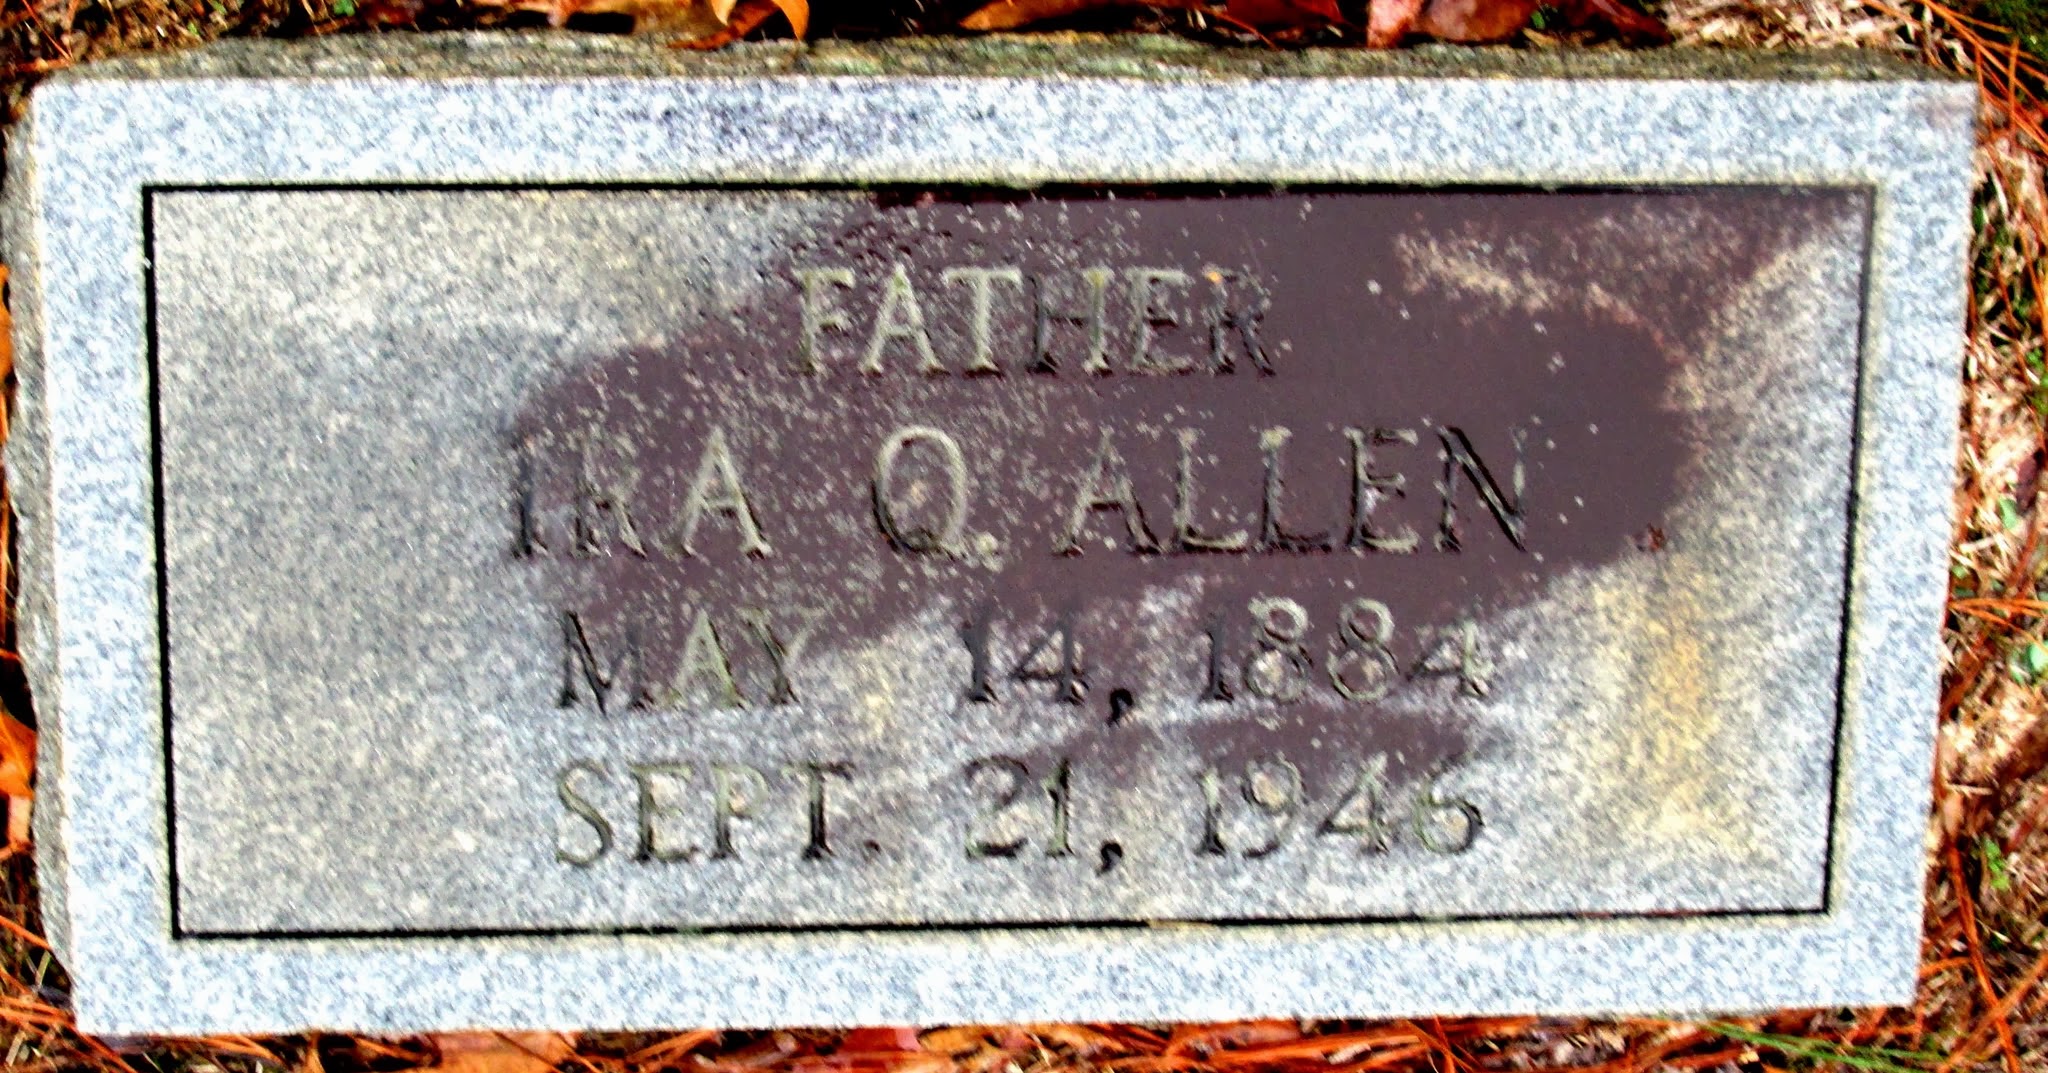 FATHER
IRA Q. ALLEN
MAY 14, 1884
SEPT. 21, 1946